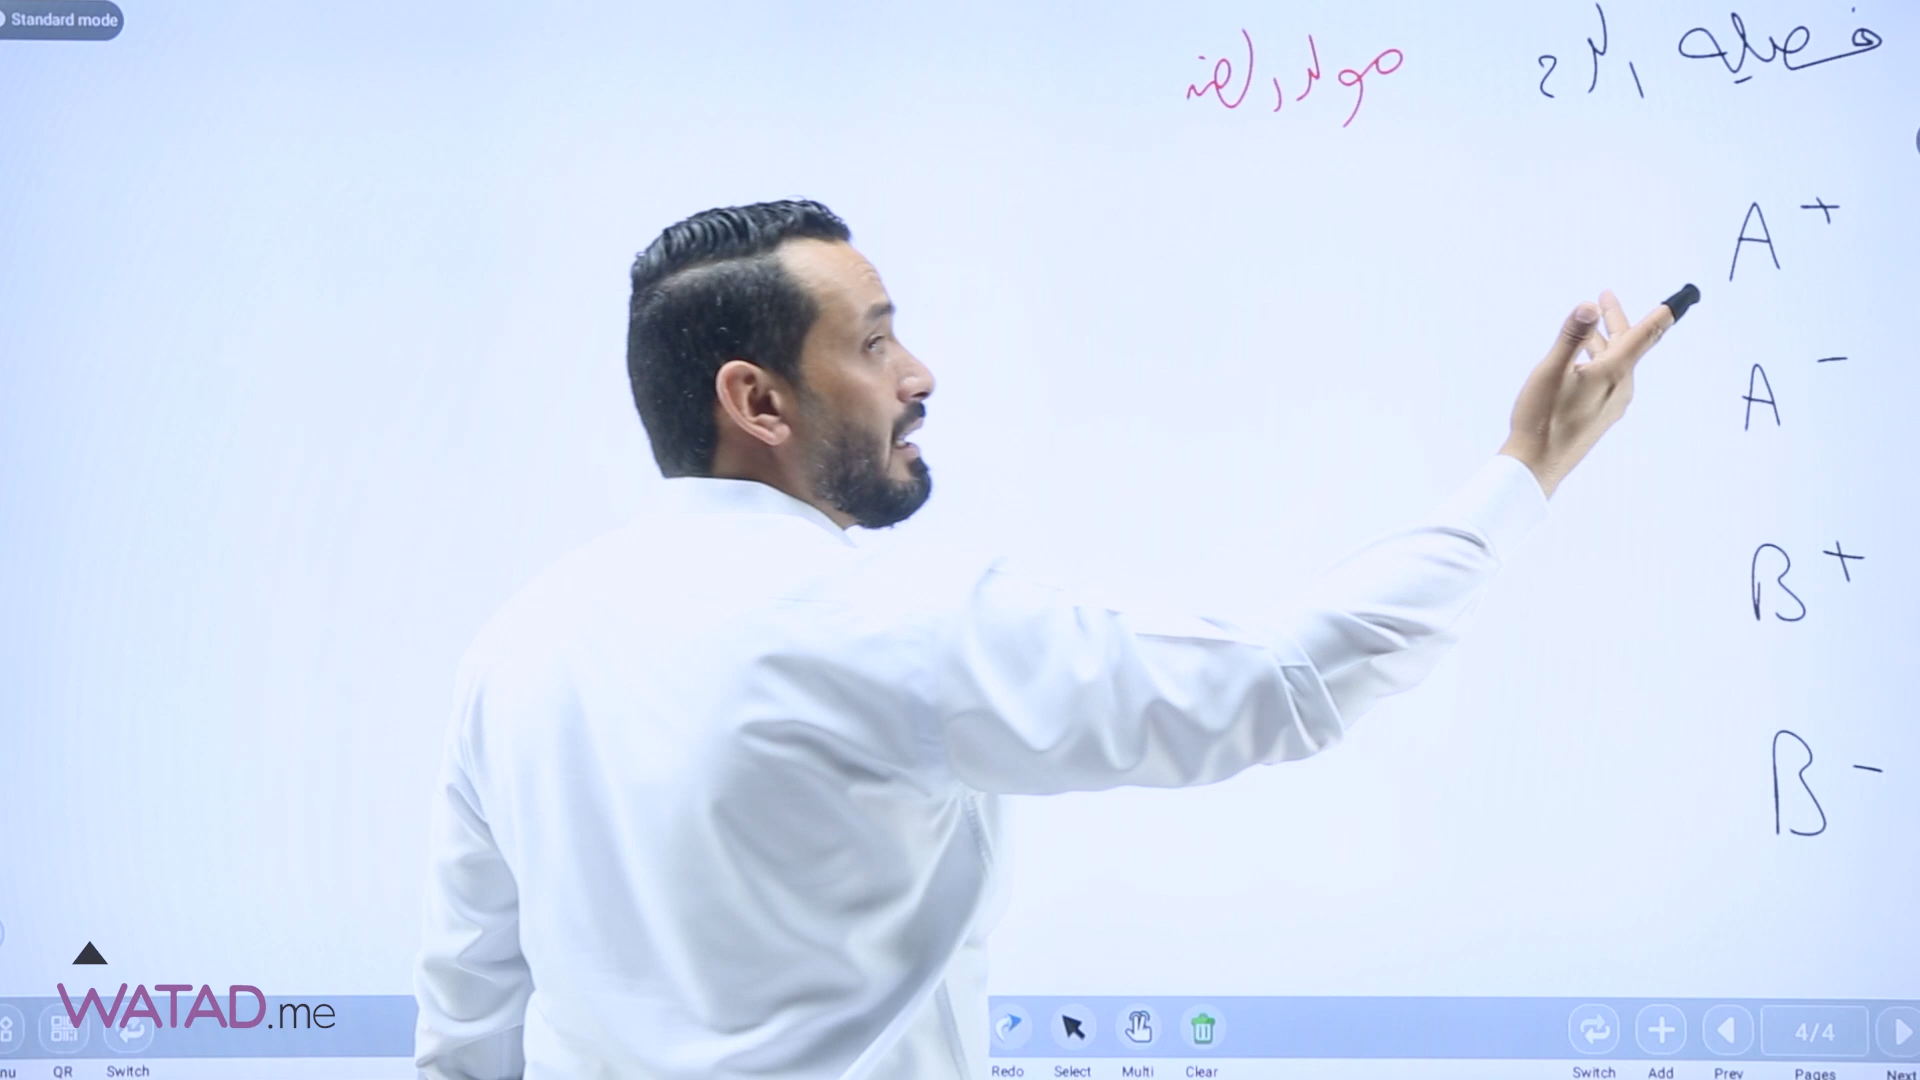 Standard mode
فصيلة الدم مولد الضد
A +
A -
B +
B -
WATAD.me
QR Switch Redo Select Multi Clear Switch Add Prev 4/4 Pages Next